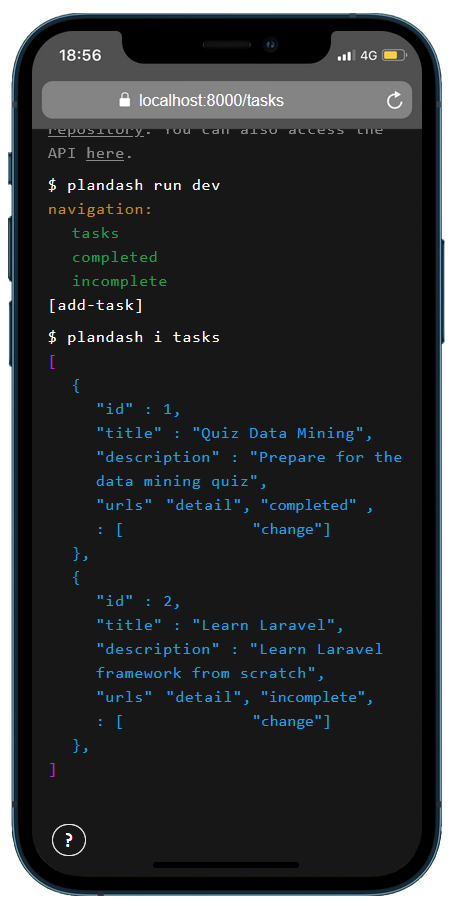 18:56
4G
localhost:8000/tasks
repository. You can also access the
API here.
$ plandash run dev
navigation:
tasks
completed
incomplete
[add-task]
$ plandash i tasks
[
{
"id" : 1,
"title" : "Quiz Data Mining",
"description" : "Prepare for the
data mining quiz",
"urls" "detail", "completed" ,
: [ "change"]
},
{
"id" : 2,
"title" : "Learn Laravel",
"description" : "Learn Laravel
framework from scratch",
"urls" "detail", "incomplete",
: [ "change"]
},
]
?